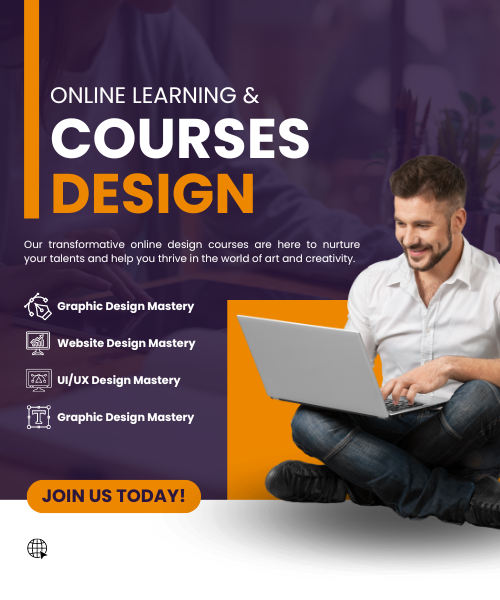 ONLINE LEARNING &
COURSES
DESIGN
Our transformative online design courses are here to nurture
your talents and help you thrive in the world of art and creativity.
Graphic Design Mastery
Website Design Mastery
UI/UX Design Mastery
Graphic Design Mastery
JOIN US TODAY!